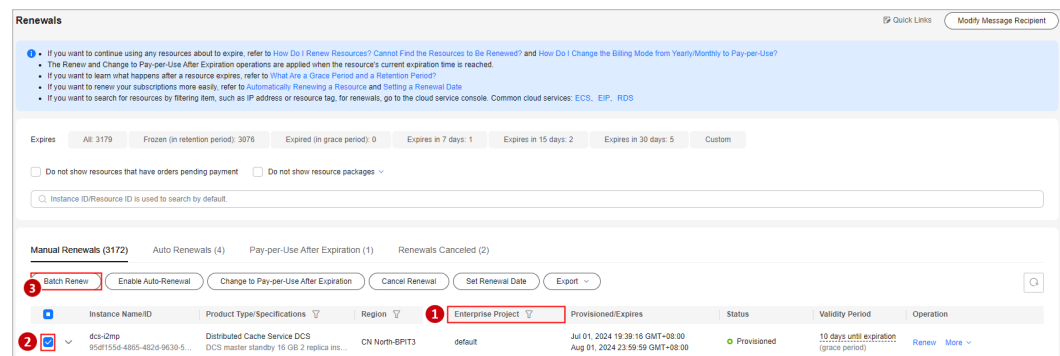 Renewals
Quick Links
Modify Message Recipient
• If you want to continue using any resources about to expire, refer to How Do I Renew Resources? Cannot Find the Resources to Be Renewed? and How Do I Change the Billing Mode from Yearly/Monthly to Pay-per-Use?
• The Renew and Change to Pay-per-Use After Expiration operations are applied when the resource's current expiration time is reached.
• If you want to learn what happens after a resource expires, refer to What Are a Grace Period and a Retention Period?
• If you want to renew your subscriptions more easily, refer to Automatically Renewing a Resource and Setting a Renewal Date
• If you want to search for resources by filtering item, such as IP address or resource tag, for renewals, go to the cloud service console. Common cloud services: ECS, EIP, RDS
Expires All: 3179 Frozen (in retention period): 3076 Expired (in grace period): 0 Expires in 7 days: 1 Expires in 15 days: 2 Expires in 30 days: 5 Custom
Do not show resources that have orders pending payment Do not show resource packages
Instance ID/Resource ID is used to search by default.
Manual Renewals (3172) Auto Renewals (4) Pay-per-Use After Expiration (1) Renewals Canceled (2)
3 Batch Renew Enable Auto-Renewal Change to Pay-per-Use After Expiration Cancel Renewal Set Renewal Date Export
Instance Name/ID Product Type/Specifications Region 1 Enterprise Project Provisioned/Expires Status Validity Period Operation
2 dcs-i2mp Distributed Cache Service DCS CN North-BPIT3 default Jul 01, 2024 19:39:16 GMT+08:00 Provisioned 10 days until expiration Renew More
95df155d-4865-482d-9630-5... DCS master standby 16 GB 2 replica ins... Aug 01, 2024 23:59:59 GMT+08:00 (grace period)